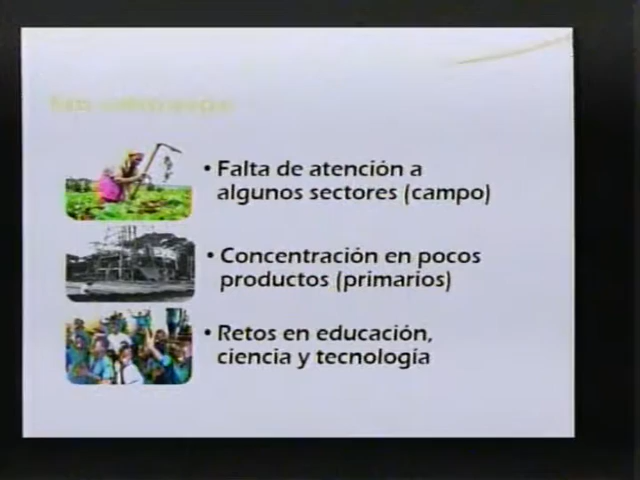 • Falta de atención a
algunos sectores (campo)
• Concentración en pocos
productos (primarios)
• Retos en educación,
ciencia y tecnología